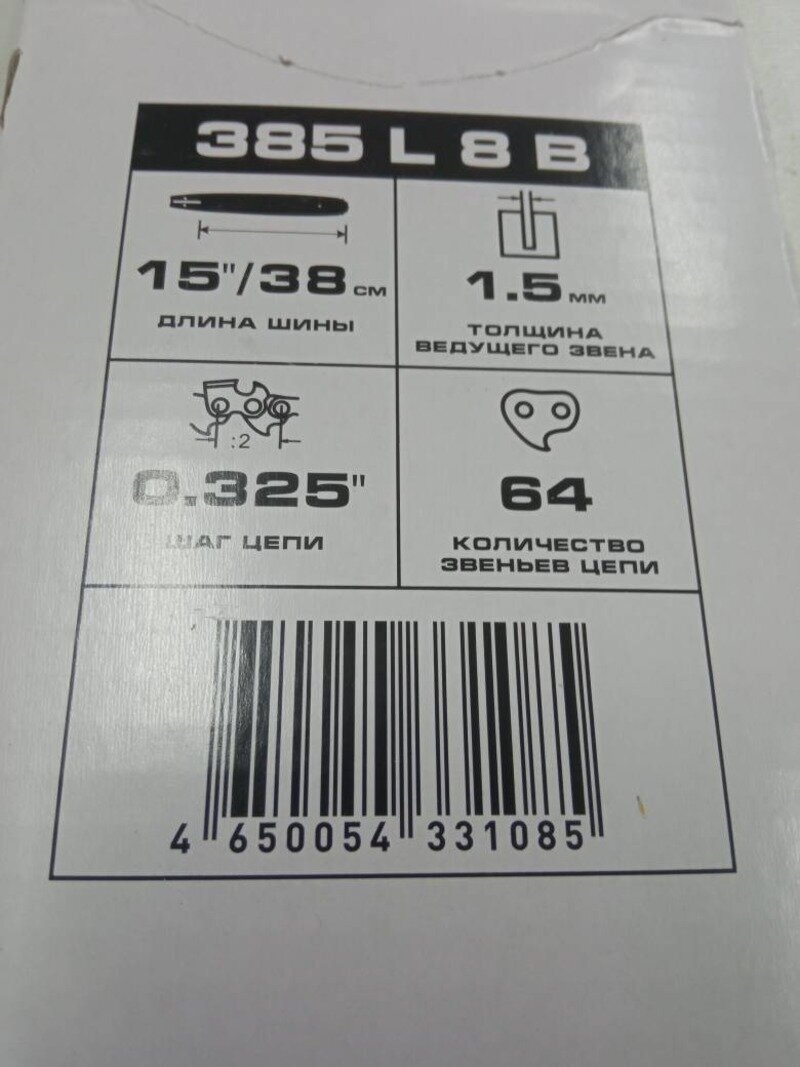 385 L 8 B
15"/38 см
ДЛИНА ШИНЫ
1.5 мм
ТОЛЩИНА
ВЕДУЩЕГО ЗВЕНА
:2
0.325"
ШАГ ЦЕПИ
64
КОЛИЧЕСТВО
ЗВЕНЬЕВ ЦЕПИ
4 650054 331085